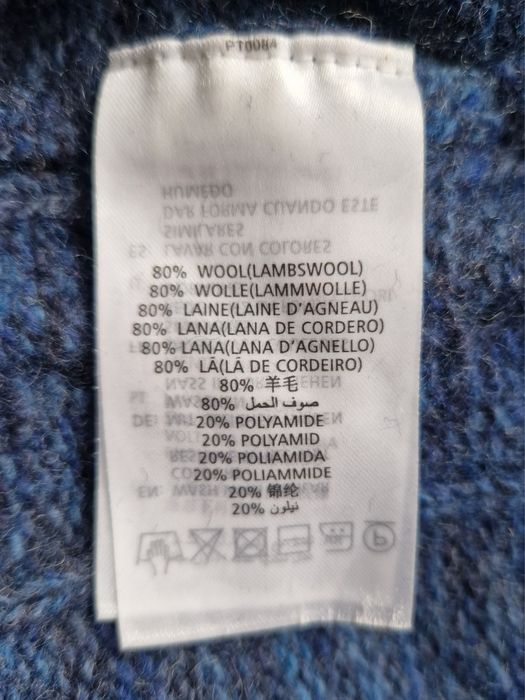 PT0084
80% WOOL(LAMBSWOOL)
80% WOLLE(LAMMWOLLE)
80% LAINE(LAINE D'AGNEAU)
80% LANA(LANA DE CORDERO)
80% LANA(LANA D'AGNELLO)
80% LÃ(LÃ DE CORDEIRO)
80% 羊毛
80% صوف الحمل
20% POLYAMIDE
20% POLYAMID
20% POLIAMIDA
20% POLIAMMIDE
20% 锦纶
20% نيلون
HUMEDO
DAR FORMA CUANDO ESTE
SIMILARES
ES: LAVAR CON COLORES
P